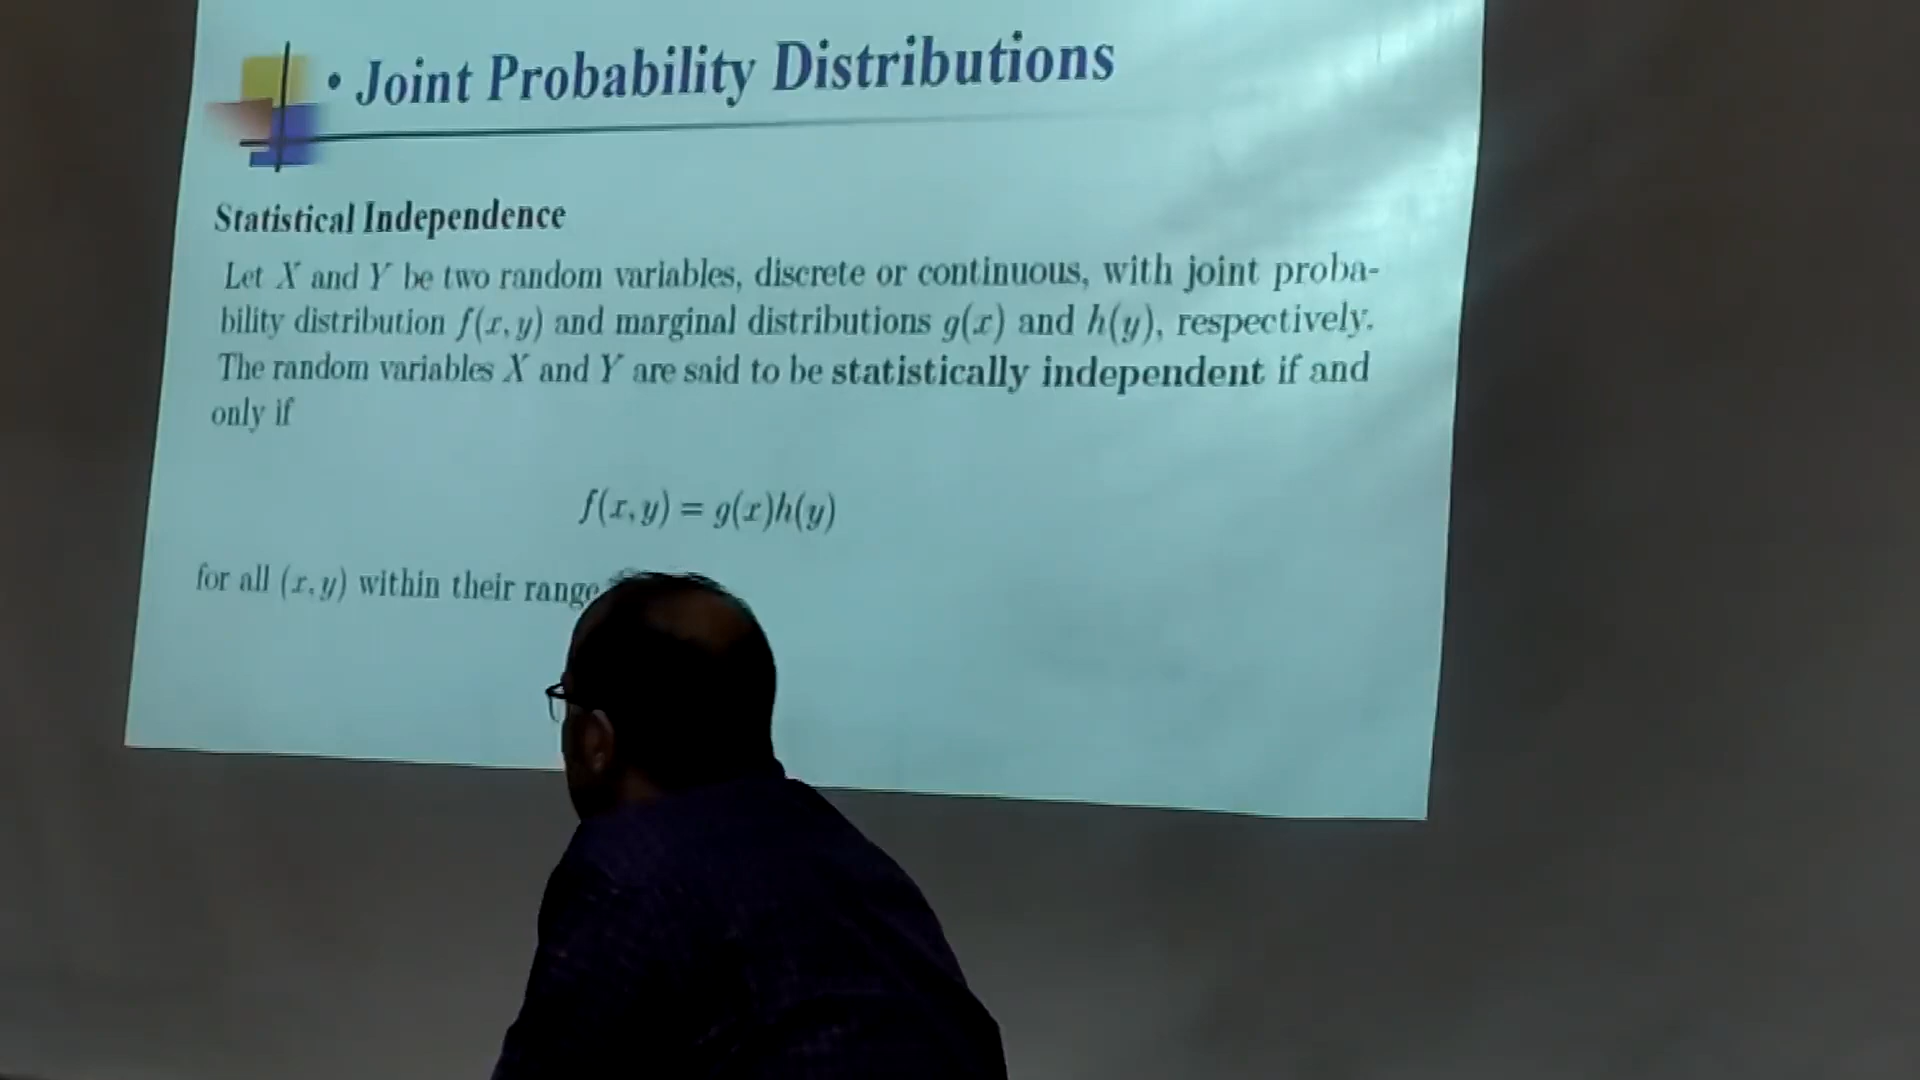 • Joint Probability Distributions
Statistical Independence
Let X and Y be two random variables, discrete or continuous, with joint proba-
bility distribution f(x, y) and marginal distributions g(x) and h(y), respectively.
The random variables X and Y are said to be statistically independent if and
only if
f(x, y) = g(x)h(y)
for all (x, y) within their range